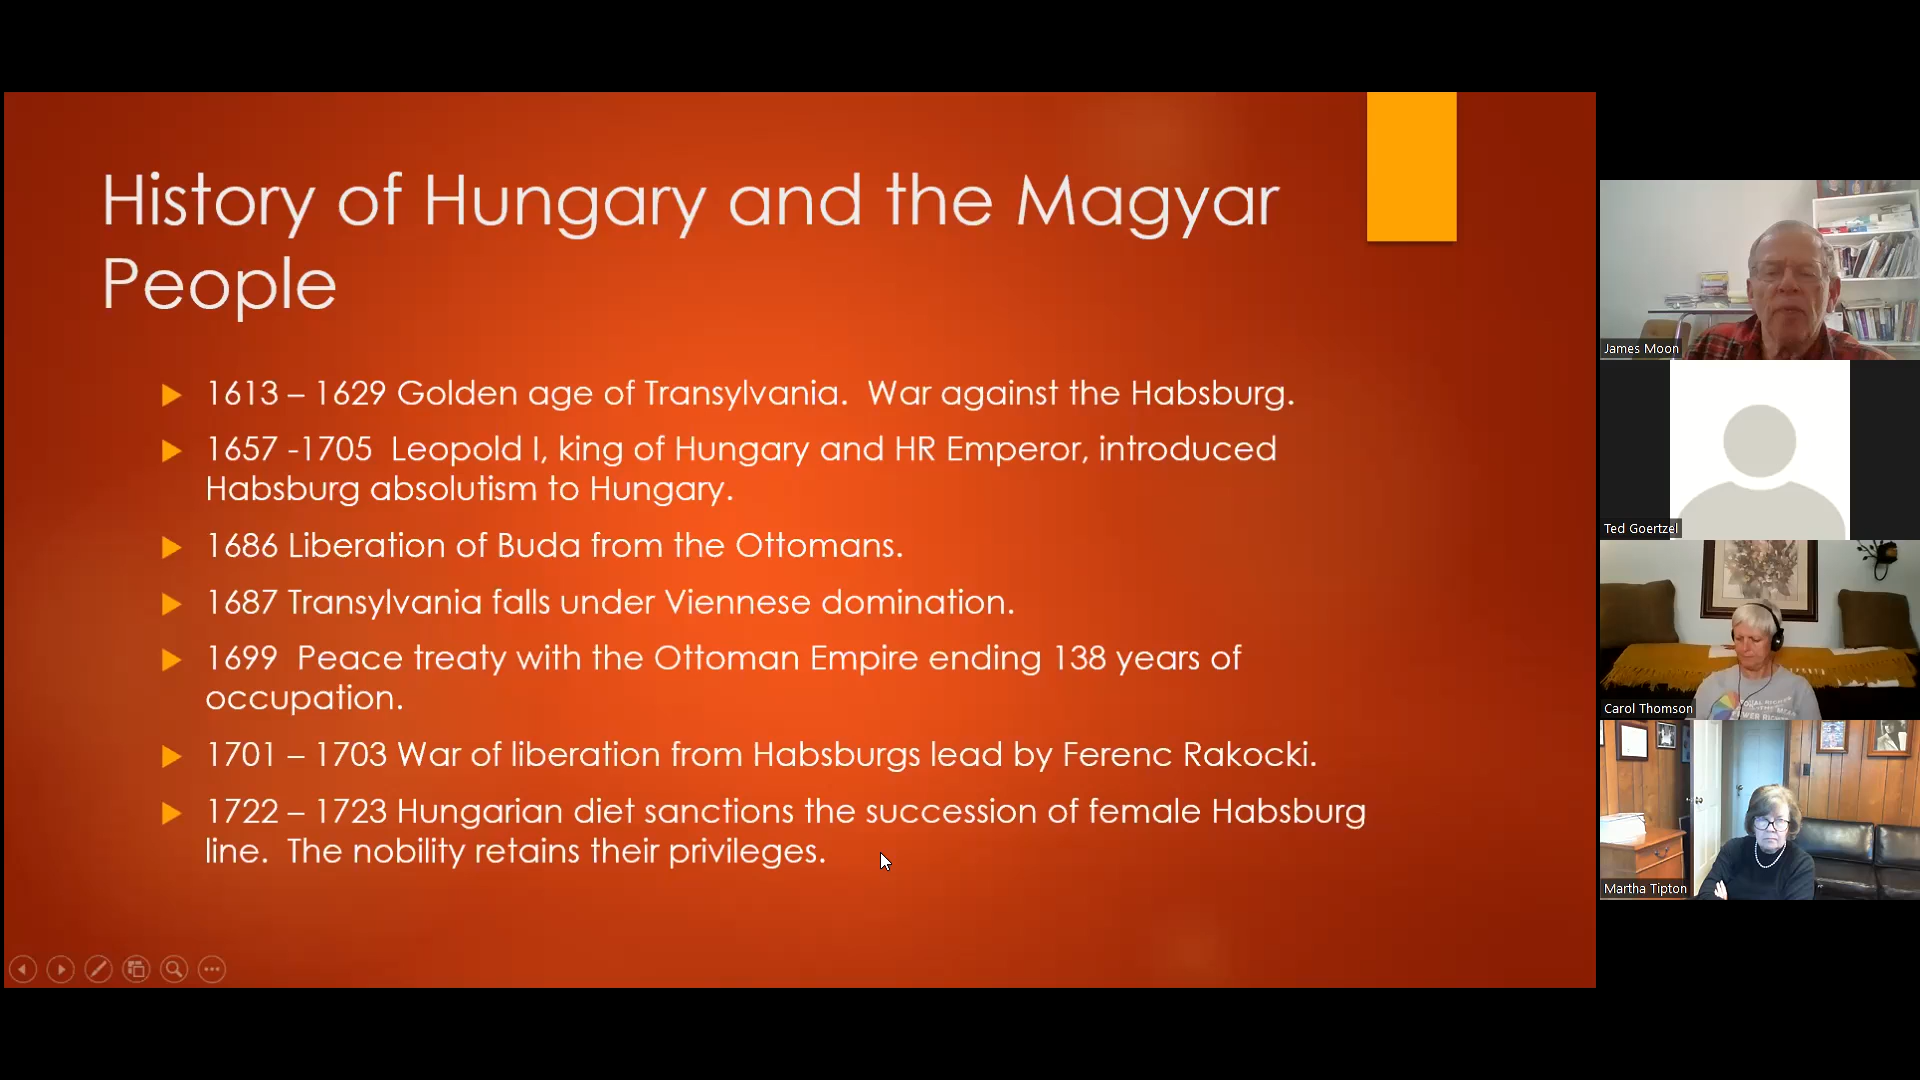 History of Hungary and the Magyar
People
1613 – 1629 Golden age of Transylvania.  War against the Habsburg.
1657 -1705  Leopold I, king of Hungary and HR Emperor, introduced
Habsburg absolutism to Hungary.
1686 Liberation of Buda from the Ottomans.
1687 Transylvania falls under Viennese domination.
1699  Peace treaty with the Ottoman Empire ending 138 years of
occupation.
1701 – 1703 War of liberation from Habsburgs lead by Ferenc Rakocki.
1722 – 1723 Hungarian diet sanctions the succession of female Habsburg
line.  The nobility retains their privileges.
James Moon
Ted Goertzel
Carol Thomson
Martha Tipton